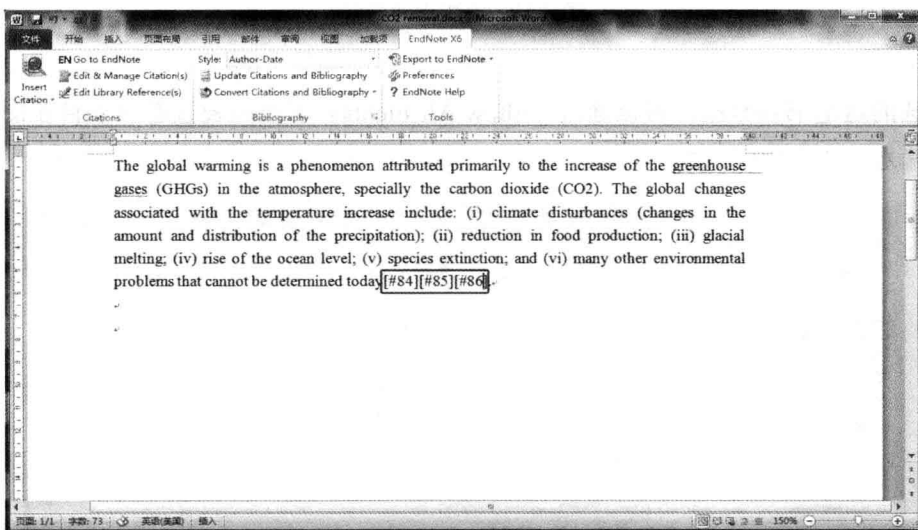 CO2 removal.docx - Microsoft Word
文件 开始 插入 页面布局 引用 邮件 审阅 视图 加载项 EndNote X6
EN Go to EndNote Style: Author-Date Export to EndNote
Insert Citation Edit & Manage Citation(s) Update Citations and Bibliography Preferences
Edit Library Reference(s) Convert Citations and Bibliography EndNote Help
Citations Bibliography Tools
The global warming is a phenomenon attributed primarily to the increase of the greenhouse
gases (GHGs) in the atmosphere, specially the carbon dioxide (CO2). The global changes
associated with the temperature increase include: (i) climate disturbances (changes in the
amount and distribution of the precipitation); (ii) reduction in food production; (iii) glacial
melting; (iv) rise of the ocean level; (v) species extinction; and (vi) many other environmental
problems that cannot be determined today[#84][#85][#86].
页面: 1/1 字数: 73 英语(美国) 插入 150%